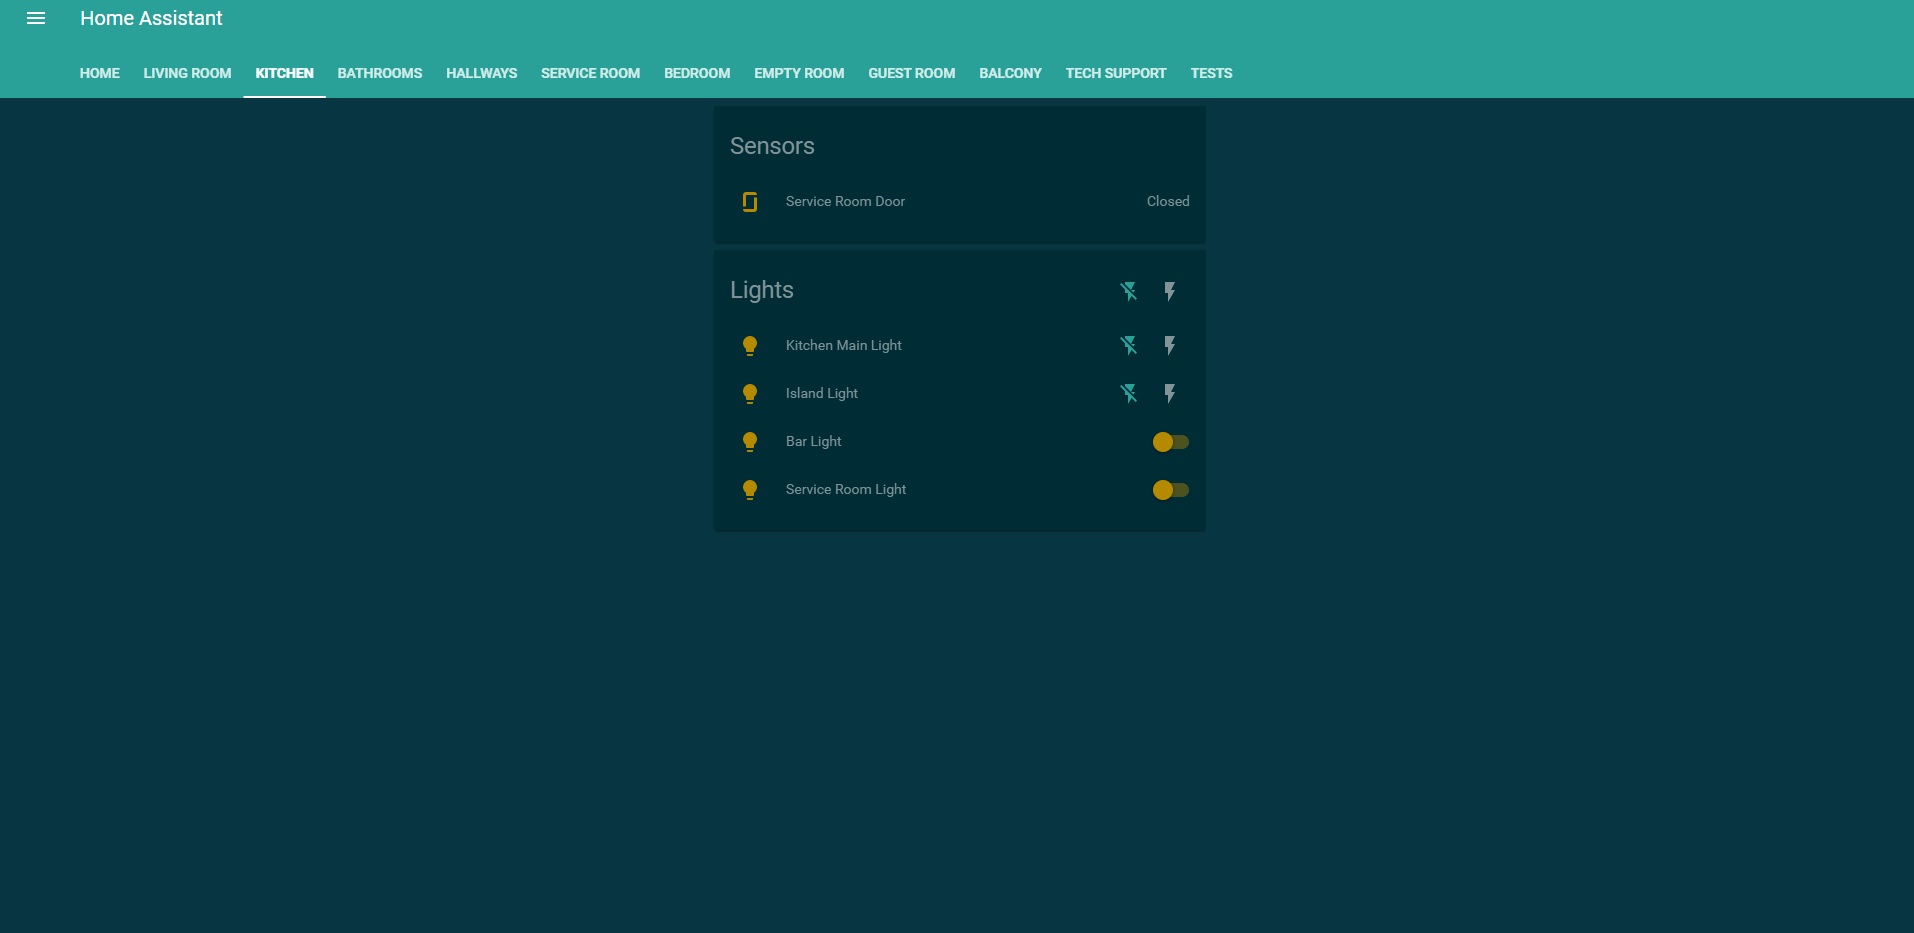 Home Assistant
HOME LIVING ROOM KITCHEN BATHROOMS HALLWAYS SERVICE ROOM BEDROOM EMPTY ROOM GUEST ROOM BALCONY TECH SUPPORT TESTS
Sensors
Service Room Door Closed
Lights
Kitchen Main Light
Island Light
Bar Light
Service Room Light